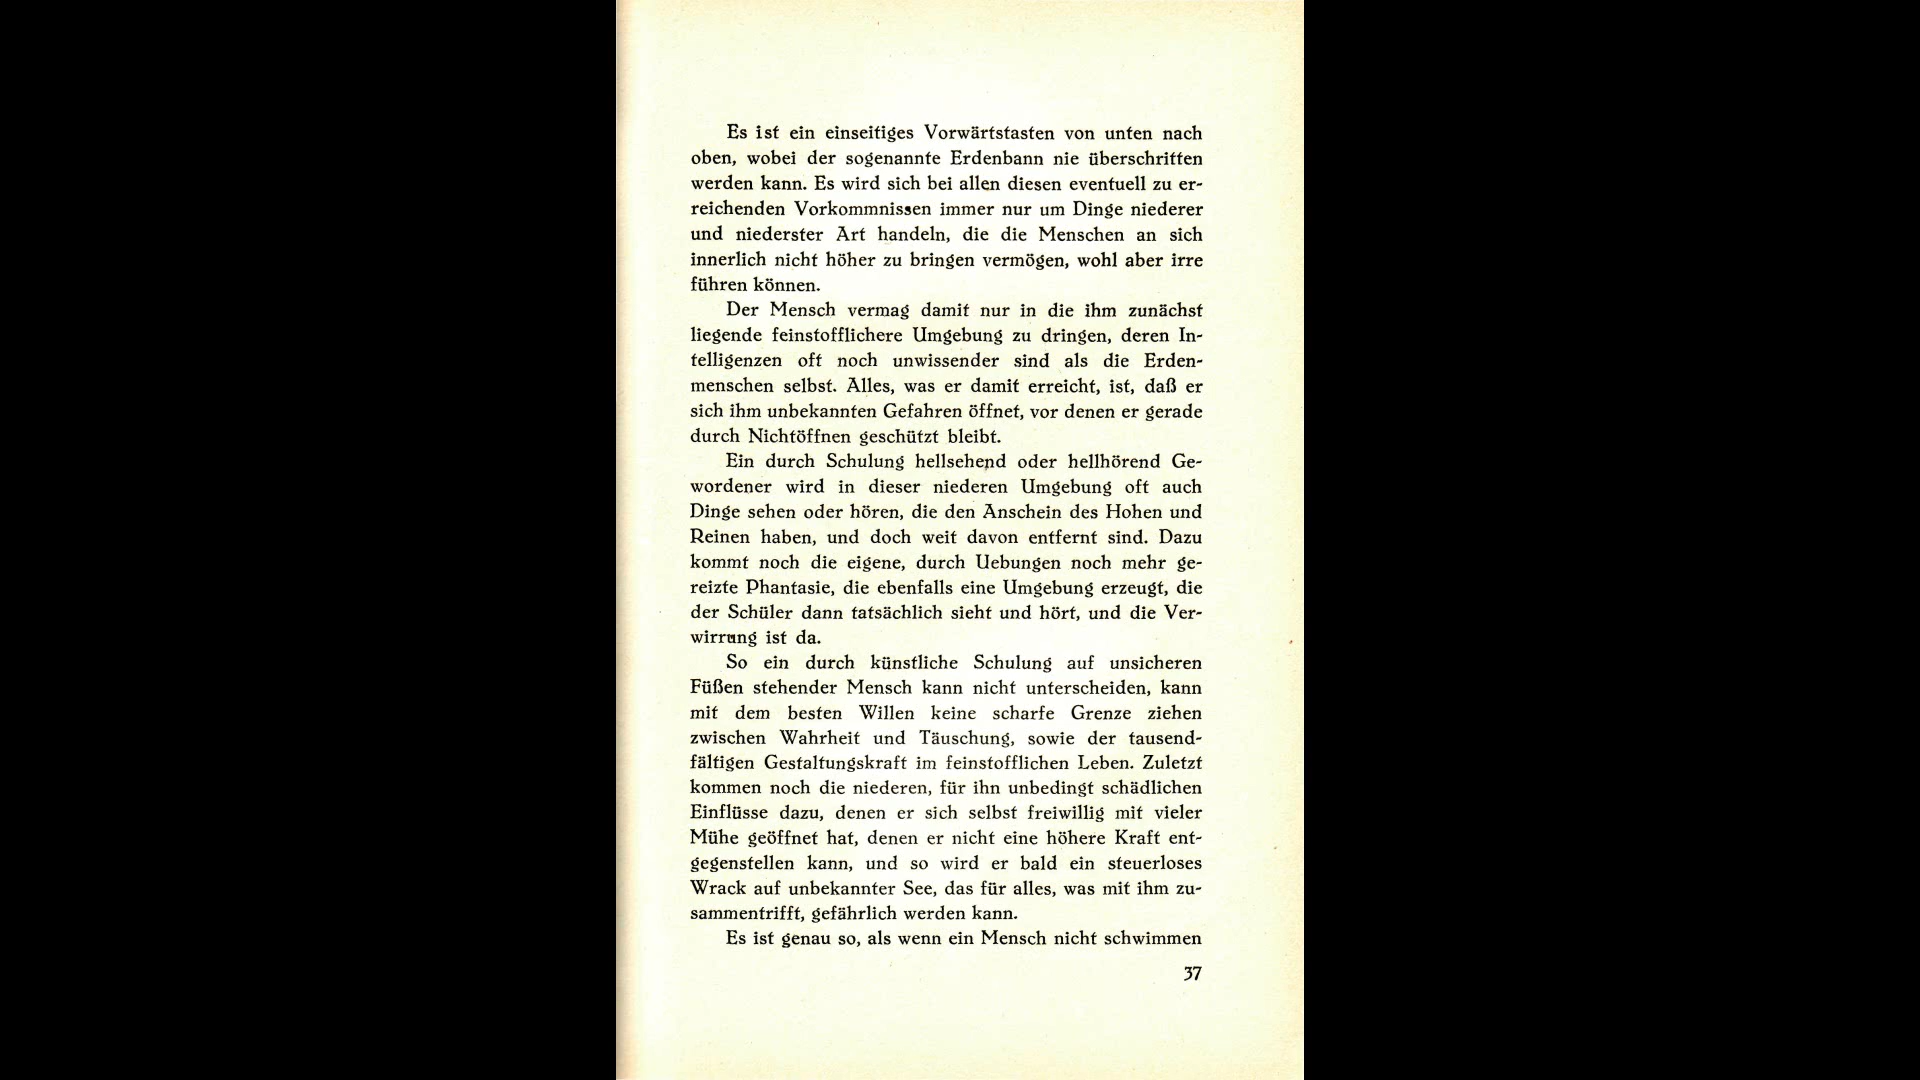 Es ist ein einseitiges Vorwärtstasten von unten nach
oben, wobei der sogenannte Erdenbann nie überschritten
werden kann. Es wird sich bei allen diesen eventuell zu er-
reichenden Vorkommnissen immer nur um Dinge niederer
und niederster Art handeln, die die Menschen an sich
innerlich nicht höher zu bringen vermögen, wohl aber irre
führen können.
Der Mensch vermag damit nur in die ihm zunächst
liegende feinstofflichere Umgebung zu dringen, deren In-
telligenzen oft noch unwissender sind als die Erden-
menschen selbst. Alles, was er damit erreicht, ist, daß er
sich ihm unbekannten Gefahren öffnet, vor denen er gerade
durch Nichtöffnen geschützt bleibt.
Ein durch Schulung hellsehend oder hellhörend Ge-
wordener wird in dieser niederen Umgebung oft auch
Dinge sehen oder hören, die den Anschein des Hohen und
Reinen haben, und doch weit davon entfernt sind. Dazu
kommt noch die eigene, durch Uebungen noch mehr ge-
reizte Phantasie, die ebenfalls eine Umgebung erzeugt, die
der Schüler dann tatsächlich sieht und hört, und die Ver-
wirrung ist da.
So ein durch künstliche Schulung auf unsicheren
Füßen stehender Mensch kann nicht unterscheiden, kann
mit dem besten Willen keine scharfe Grenze ziehen
zwischen Wahrheit und Täuschung, sowie der tausend-
fältigen Gestaltungskraft im feinstofflichen Leben. Zuletzt
kommen noch die niederen, für ihn unbedingt schädlichen
Einflüsse dazu, denen er sich selbst freiwillig mit vieler
Mühe geöffnet hat, denen er nicht eine höhere Kraft ent-
gegenstellen kann, und so wird er bald ein steuerloses
Wrack auf unbekannter See, das für alles, was mit ihm zu-
sammentrifft, gefährlich werden kann.
Es ist genau so, als wenn ein Mensch nicht schwimmen
37